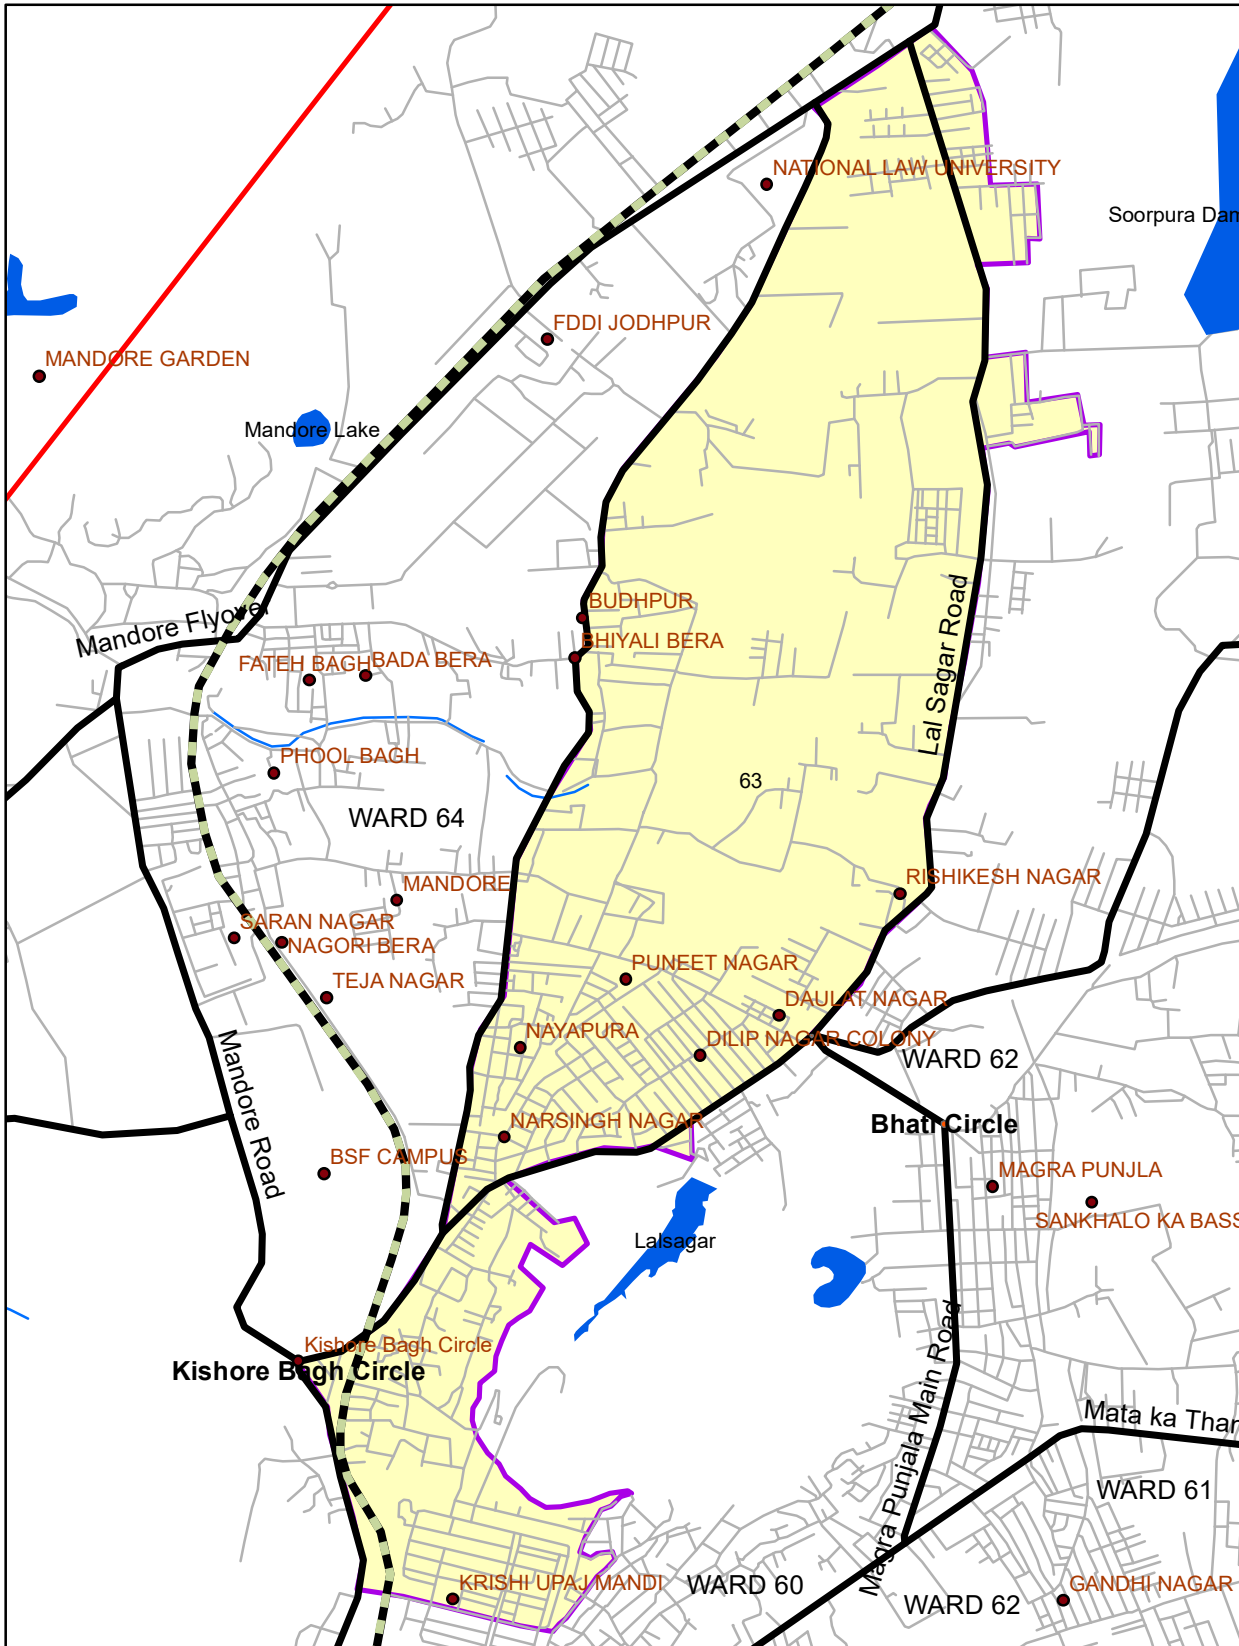 NATIONAL LAW UNIVERSITY
Soorpura Dam
FDDI JODHPUR
MANDORE GARDEN
Mandore Lake
Lal Sagar Road
BUDHPUR
Mandore Flyover
BHIYALI BERA
FATEH BAGH
BADA BERA
PHOOL BAGH
63
WARD 64
RISHIKESH NAGAR
MANDORE
SARAN NAGAR
NAGORI BERA
PUNEET NAGAR
TEJA NAGAR
DAULAT NAGAR
NAYAPURA
DILIP NAGAR COLONY
WARD 62
Mandore Road
NARSINGH NAGAR
Bhati Circle
BSF CAMPUS
MAGRA PUNJLA
SANKHALO KA BASS
Lalsagar
Kishore Bagh Circle
Kishore Bagh Circle
Magra Punjala Main Road
Mata ka Than
WARD 61
KRISHI UPAJ MANDI
WARD 60
GANDHI NAGAR
WARD 62